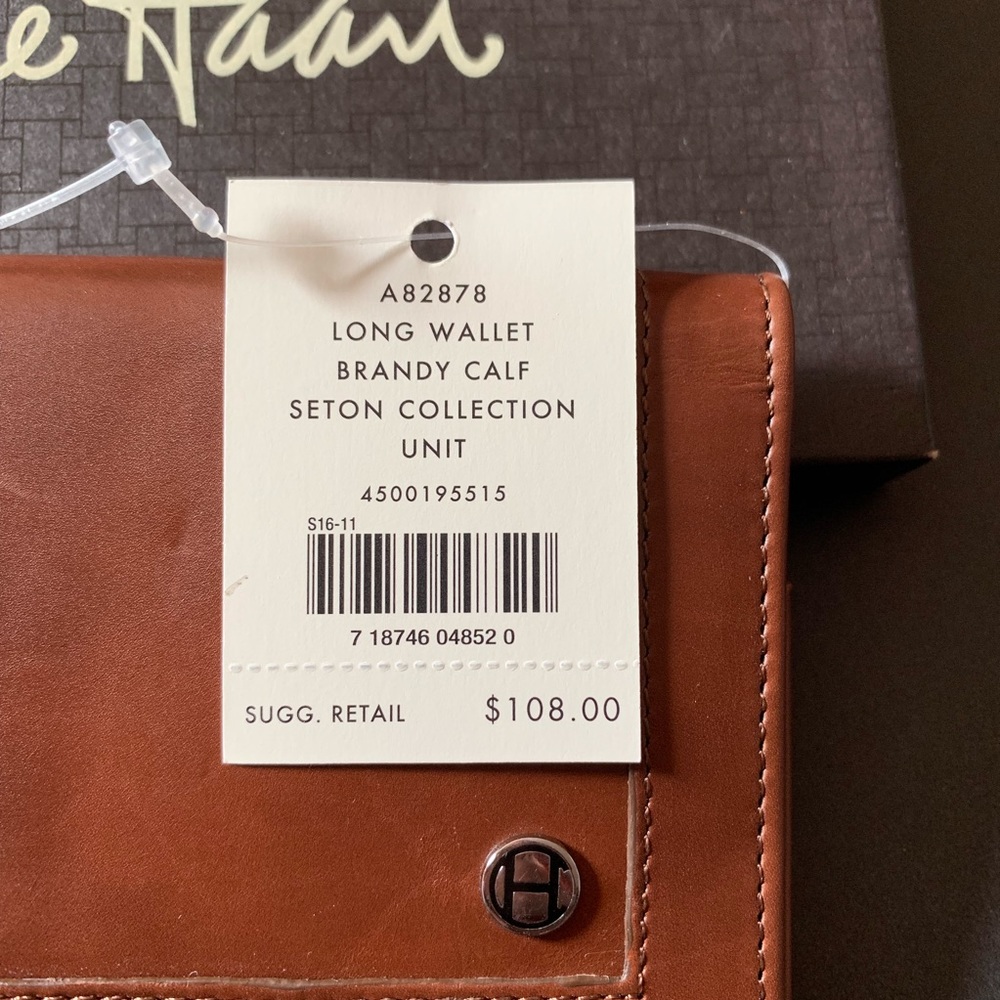 e Haan
A82878
LONG WALLET
BRANDY CALF
SETON COLLECTION
UNIT
4500195515
S16-11
7 18746 04852 0
SUGG. RETAIL $108.00
H